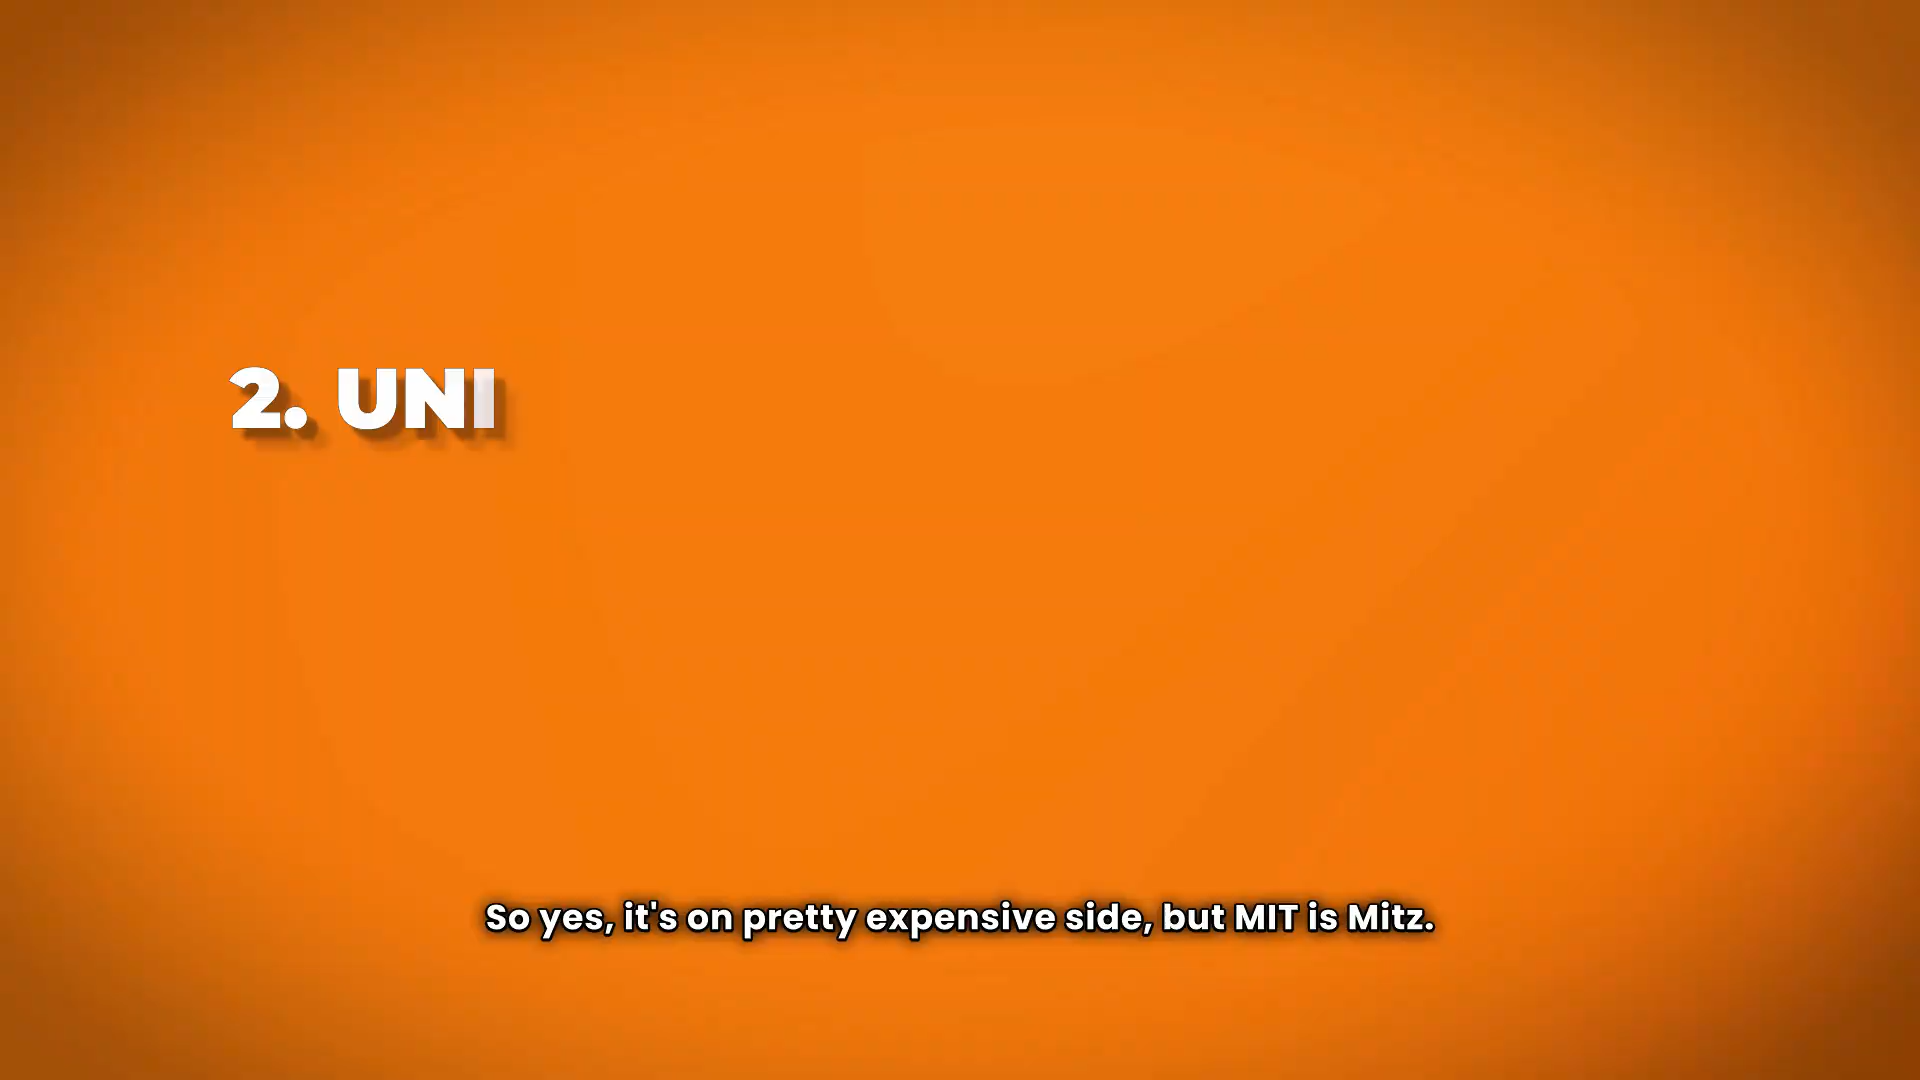 2. UNI
So yes, it's on pretty expensive side, but MIT is Mitz.